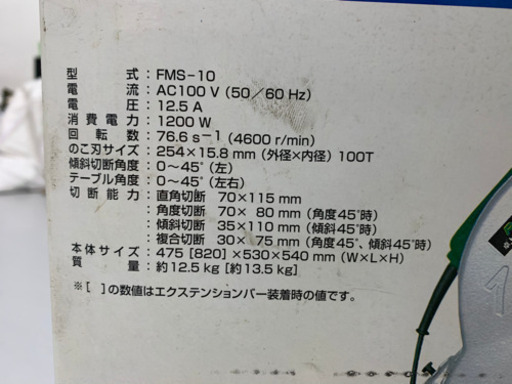 型 式：FMS-10
電 流：AC100 V（50／60 Hz）
電 圧：12.5 A
消費電力：1200 W
回 転 数：76.6 s−1（4600 r/min）
のこ刃サイズ：254×15.8 mm（外径×内径）100T
傾斜切断角度：0〜45°（左）
テーブル角度：0〜45°（左右）
切 断 能 力：直角切断 70×115 mm
角度切断 70× 80 mm（角度45°時）
傾斜切断 35×110 mm（傾斜45°時）
複合切断 30× 75 mm（角度45°、傾斜45°時）
本体サイズ：475［820］×530×540 mm（W×L×H）
質 量：約12.5 kg［約13.5 kg］
※［ ］の数値はエクステンションバー装着時の値です。